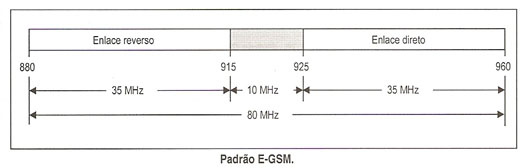 Enlace reverso Enlace direto
880 915 925 960
35 MHz 10 MHz 35 MHz
80 MHz
Padrão E-GSM.